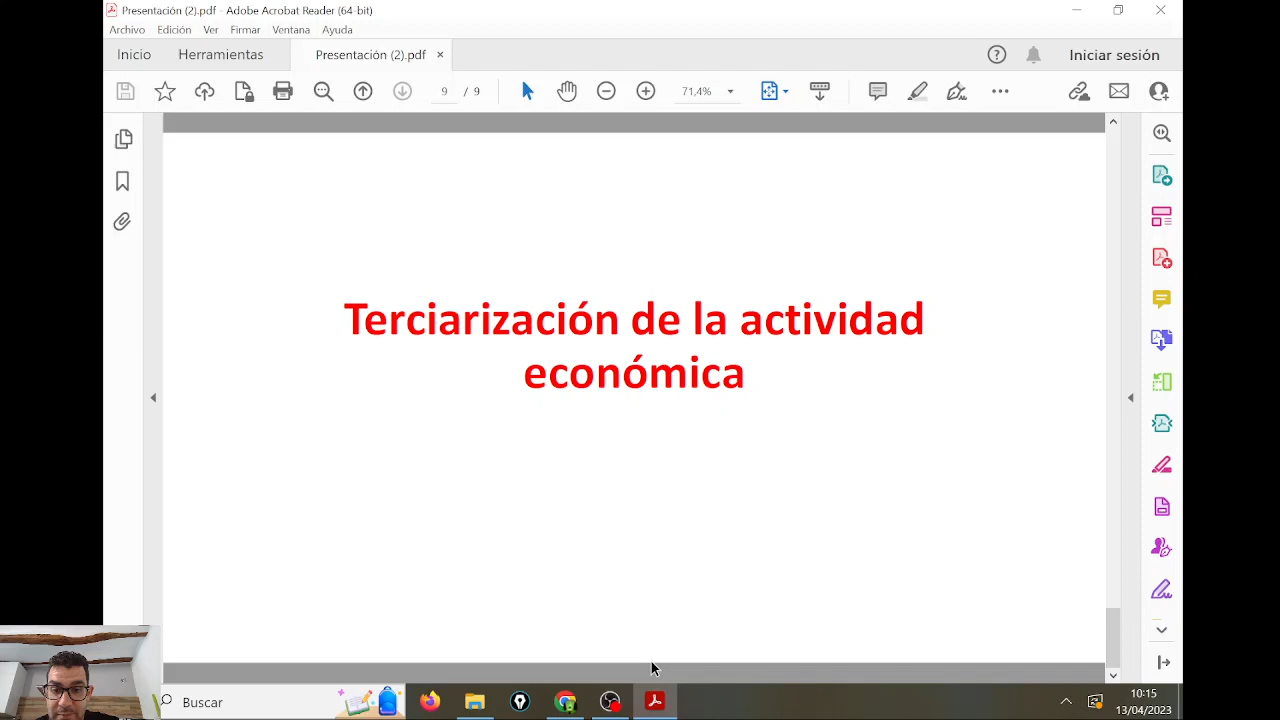 Presentación (2).pdf - Adobe Acrobat Reader (64-bit)
Archivo Edición Ver Firmar Ventana Ayuda
Inicio Herramientas Presentación (2).pdf × Iniciar sesión
9 / 9 71,4%
Terciarización de la actividad
económica
Buscar
10:15
13/04/2023